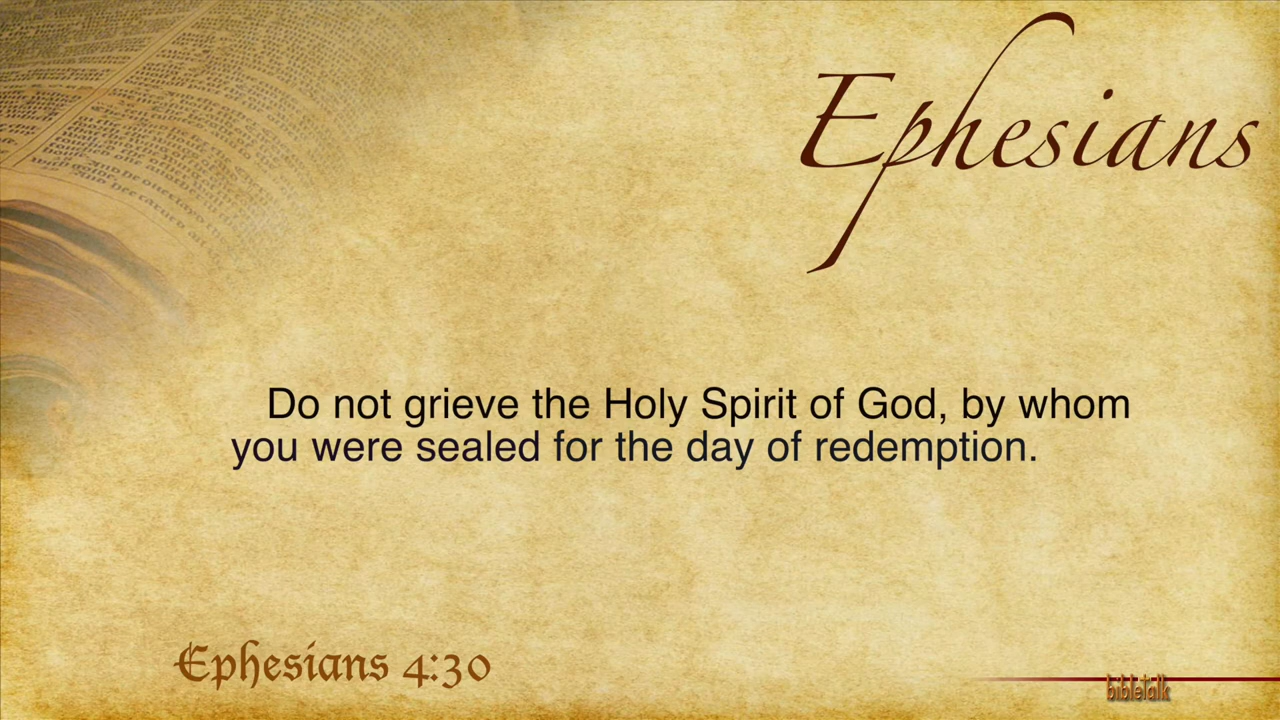 Ephesians
Do not grieve the Holy Spirit of God, by whom
you were sealed for the day of redemption.
Ephesians 4:30
bibletalk